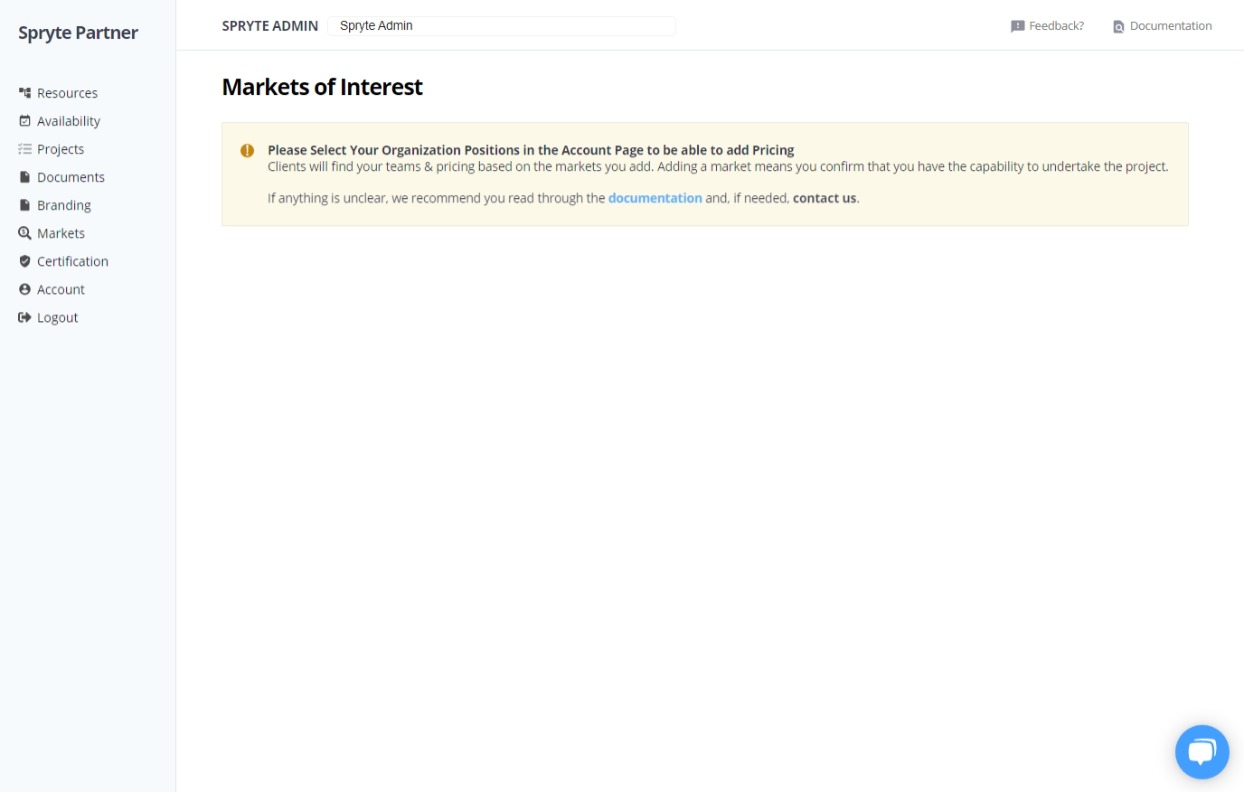 Spryte Partner
SPRYTE ADMIN
Spryte Admin
Feedback?
Documentation
Resources
Availability
Projects
Documents
Branding
Markets
Certification
Account
Logout
Markets of Interest
Please Select Your Organization Positions in the Account Page to be able to add Pricing
Clients will find your teams & pricing based on the markets you add. Adding a market means you confirm that you have the capability to undertake the project.
If anything is unclear, we recommend you read through the documentation and, if needed, contact us.